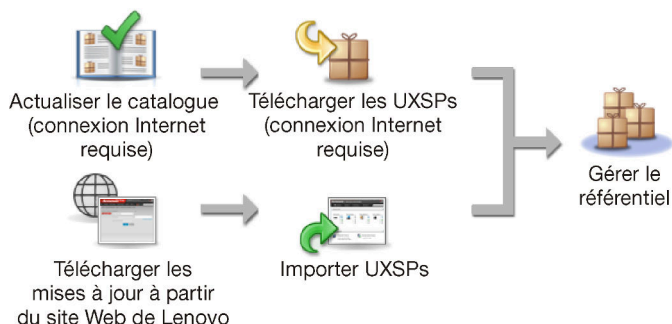 Actualiser le catalogue
(connexion Internet
requise)
Télécharger les UXSPs
(connexion Internet
requise)
Gérer le
référentiel
Télécharger les
mises à jour à partir
du site Web de Lenovo
Importer UXSPs